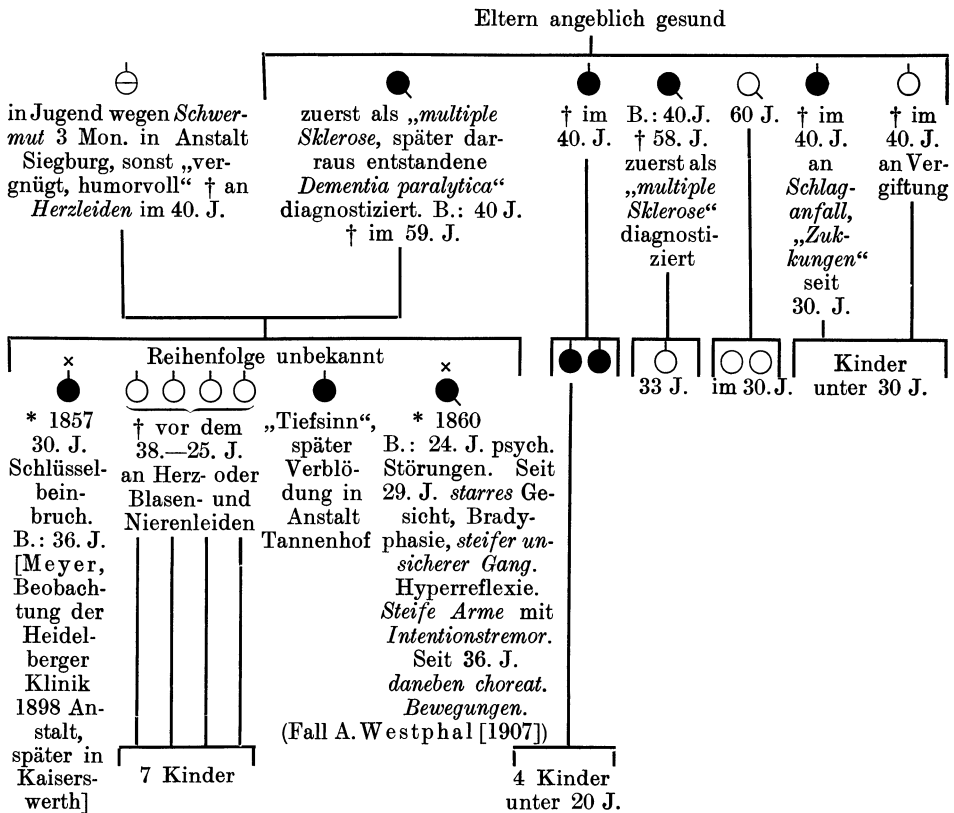 Eltern angeblich gesund
in Jugend wegen Schwer-
mut 3 Mon. in Anstalt
Siegburg, sonst „ver-
gnügt, humorvoll“ † an
Herzleiden im 40. J.
zuerst als „multiple
Sklerose, später dar-
raus entstandene
Dementia paralytica“
diagnostiziert. B.: 40 J.
† im 59. J.
† im
40. J.
B.: 40. J.
† 58. J.
zuerst als
„multiple
Sklerose“
diagnosti-
ziert
60 J.
† im
40. J.
an
Schlag-
anfall,
„Zuk-
kungen“
seit
30. J.
† im
40. J.
an Ver-
giftung
Reihenfolge unbekannt
×
* 1857
30. J.
Schlüssel-
bein-
bruch.
B.: 36. J.
[Meyer,
Beobach-
tung der
Heidel-
berger
Klinik
1898 An-
stalt,
später in
Kaisers-
werth]
† vor dem
38.—25. J.
an Herz- oder
Blasen- und
Nierenleiden
„Tiefsinn“,
später
Verblö-
dung in
Anstalt
Tannenhof
×
* 1860
B.: 24. J. psych.
Störungen. Seit
29. J. starres Ge-
sicht, Brady-
phasie, steifer un-
sicherer Gang.
Hyperreflexie.
Steife Arme mit
Intentionstremor.
Seit 36. J.
daneben choreat.
Bewegungen.
(Fall A. Westphal [1907])
33 J.
im 30. J.
Kinder
unter 30 J.
7 Kinder
4 Kinder
unter 20 J.